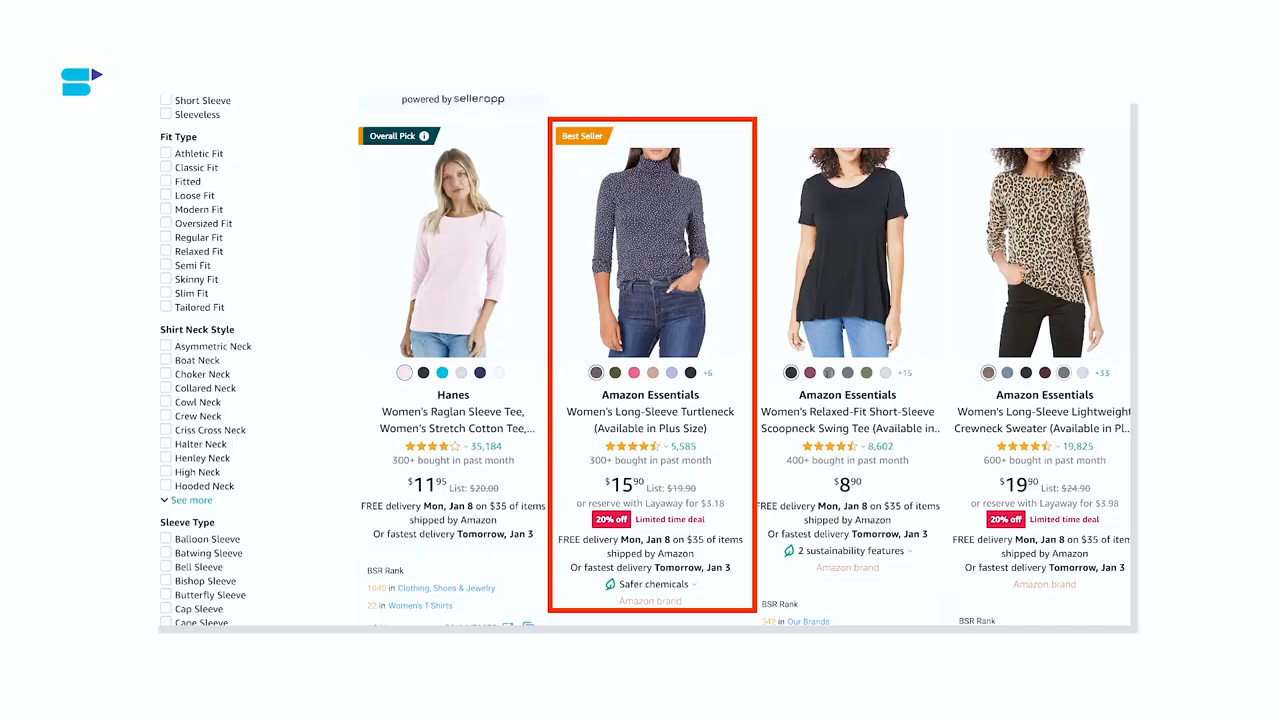 Short Sleeve
Sleeveless
Fit Type
Athletic Fit
Classic Fit
Fitted
Loose Fit
Modern Fit
Oversized Fit
Regular Fit
Relaxed Fit
Semi Fit
Skinny Fit
Slim Fit
Tailored Fit
Shirt Neck Style
Asymmetric Neck
Boat Neck
Choker Neck
Collared Neck
Cowl Neck
Crew Neck
Criss Cross Neck
Halter Neck
Henley Neck
High Neck
Hooded Neck
See more
Sleeve Type
Balloon Sleeve
Batwing Sleeve
Bell Sleeve
Bishop Sleeve
Butterfly Sleeve
Cap Sleeve
Cape Sleeve
powered by sellerapp
Overall Pick
Hanes
Women's Raglan Sleeve Tee,
Women's Stretch Cotton Tee,...
35,184
300+ bought in past month
$11.95 List: $20.00
FREE delivery Mon, Jan 8 on $35 of items
shipped by Amazon
Or fastest delivery Tomorrow, Jan 3
BSR Rank
1040 in Clothing, Shoes & Jewelry
22 in Women's T-Shirts
Best Seller
+6
Amazon Essentials
Women's Long-Sleeve Turtleneck
(Available in Plus Size)
5,585
300+ bought in past month
$15.90 List: $19.90
or reserve with Layaway for $3.18
20% off Limited time deal
FREE delivery Mon, Jan 8 on $35 of items
shipped by Amazon
Or fastest delivery Tomorrow, Jan 3
Safer chemicals
Amazon brand
+15
Amazon Essentials
Women's Relaxed-Fit Short-Sleeve
Scoopneck Swing Tee (Available in..
8,602
400+ bought in past month
$8.90
FREE delivery Mon, Jan 8 on $35 of items
shipped by Amazon
Or fastest delivery Tomorrow, Jan 3
2 sustainability features
Amazon brand
BSR Rank
in Our Brands
+33
Amazon Essentials
Women's Long-Sleeve Lightweight
Crewneck Sweater (Available in Pl..
19,825
600+ bought in past month
$19.90 List: $24.90
or reserve with Layaway for $3.98
20% off Limited time deal
FREE delivery Mon, Jan 8 on $35 of item
shipped by Amazon
Or fastest delivery Tomorrow, Jan 3
Amazon brand
BSR Rank